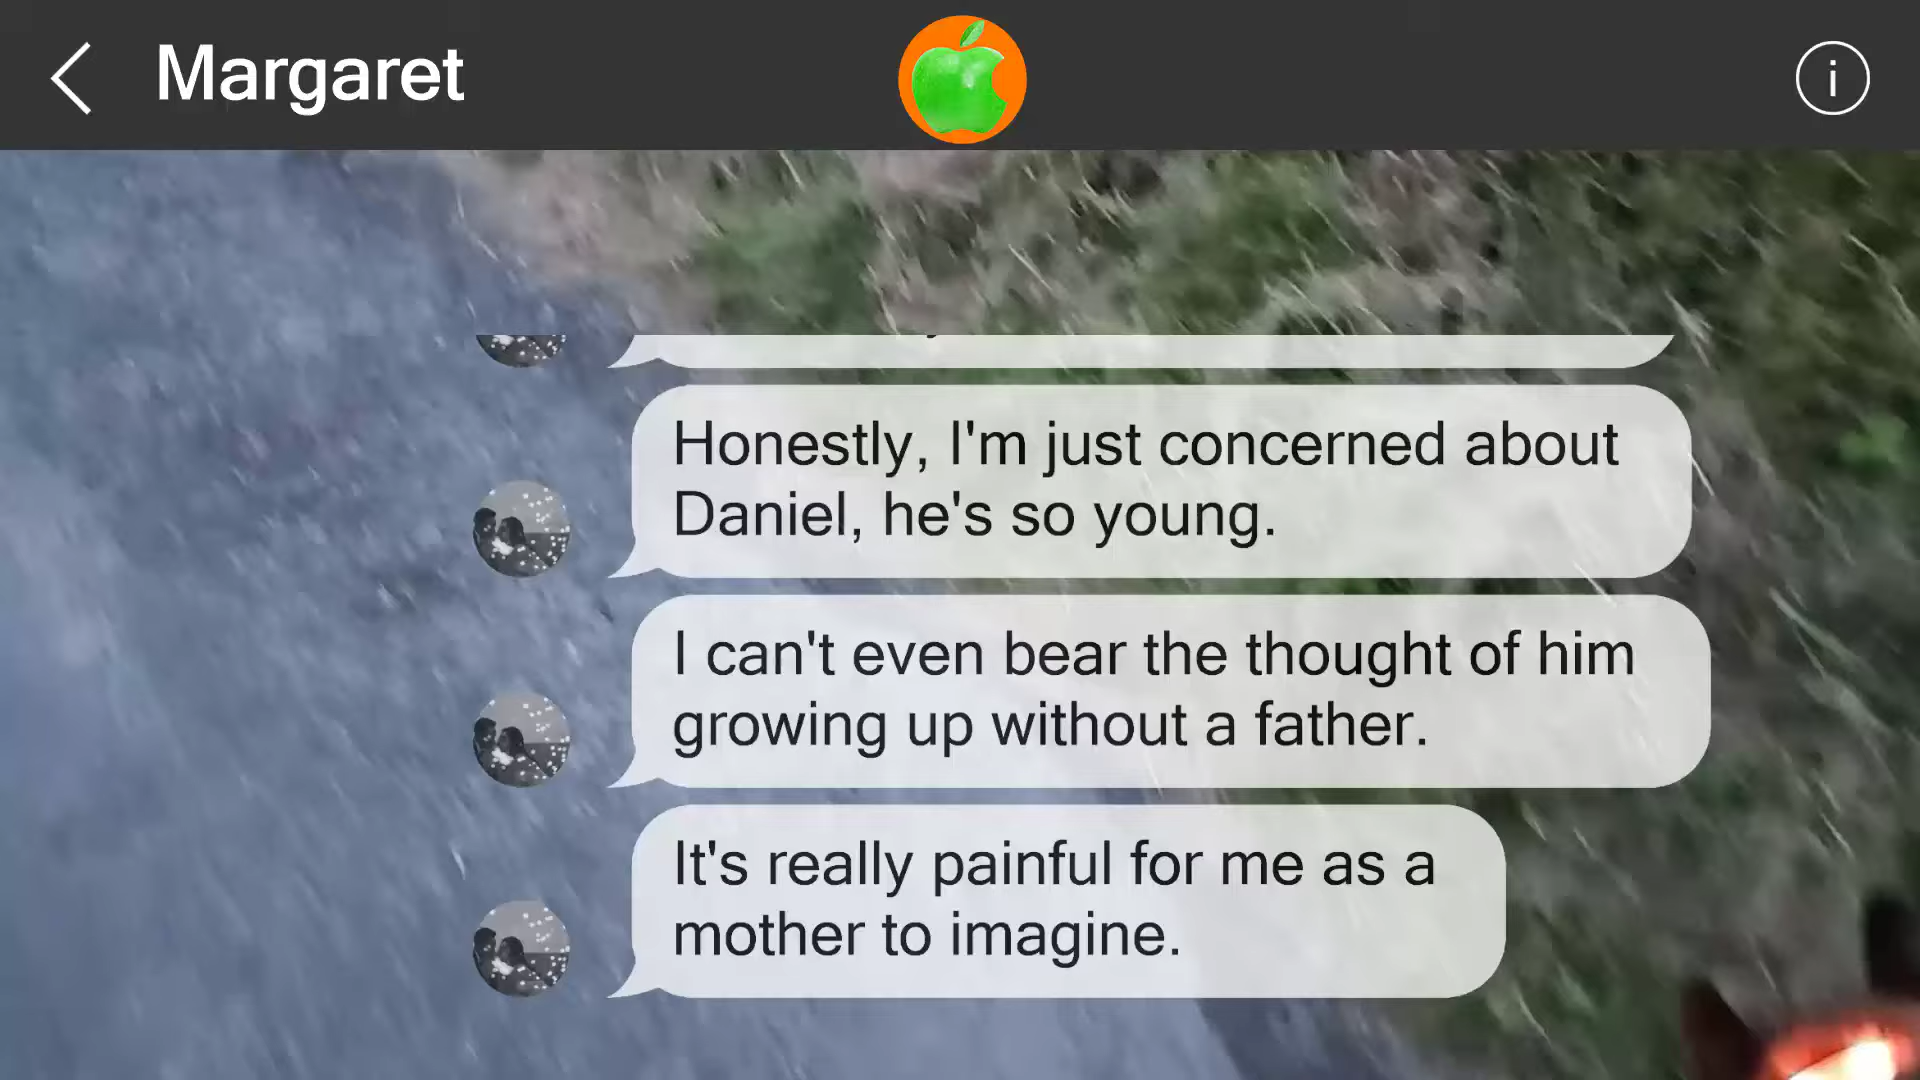 Margaret
Honestly, I'm just concerned about
Daniel, he's so young.
I can't even bear the thought of him
growing up without a father.
It's really painful for me as a
mother to imagine.